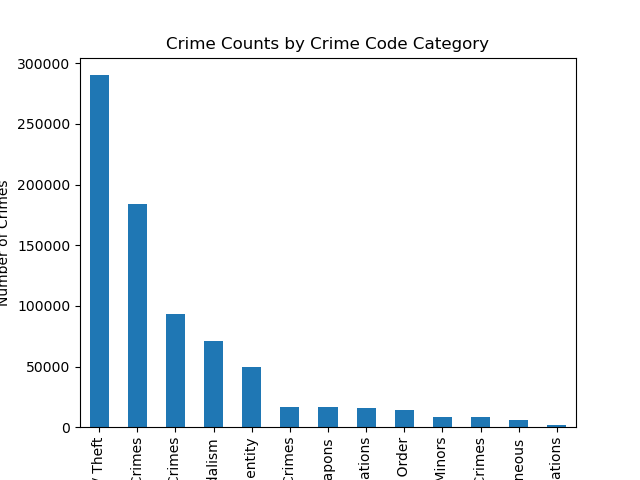 Crime Counts by Crime Code Category
Number of Crimes
300000
250000
200000
150000
100000
50000
0
/ Theft
Crimes
Crimes
dalism
entity
Crimes
apons
ations
Order
Minors
Crimes
neous
ations